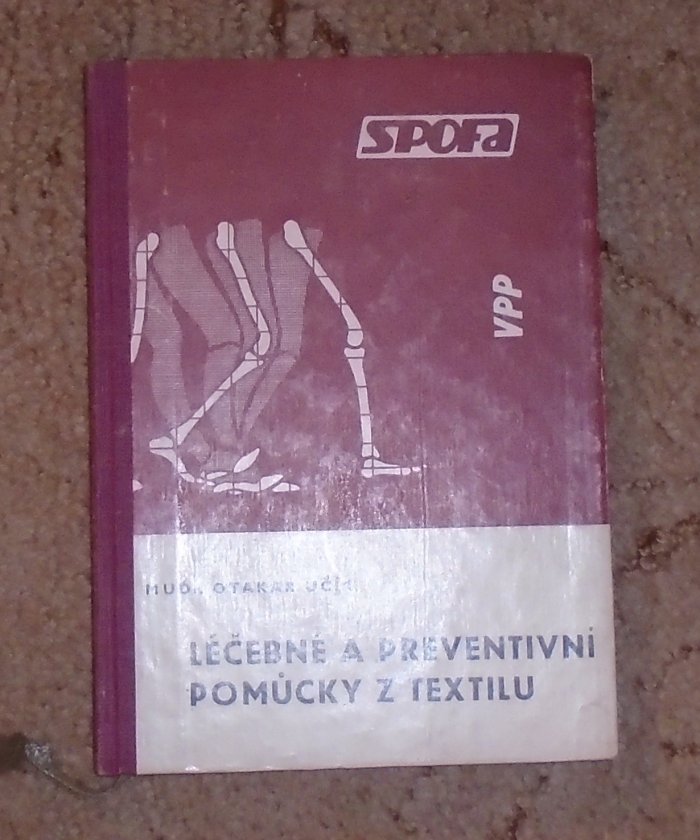 SPOFA
VPP
MUDR. OTAKAR
LÉČEBNÉ A PREVENTIVNÍ
POMŮCKY Z TEXTILU